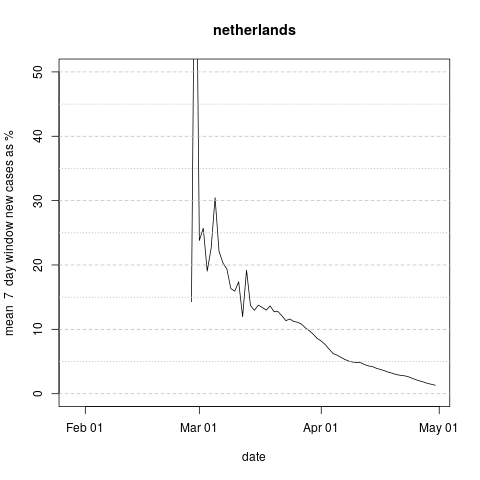 netherlands
mean 7 day window new cases as %
50
40
30
20
10
0
Feb 01
Mar 01
Apr 01
May 01
date